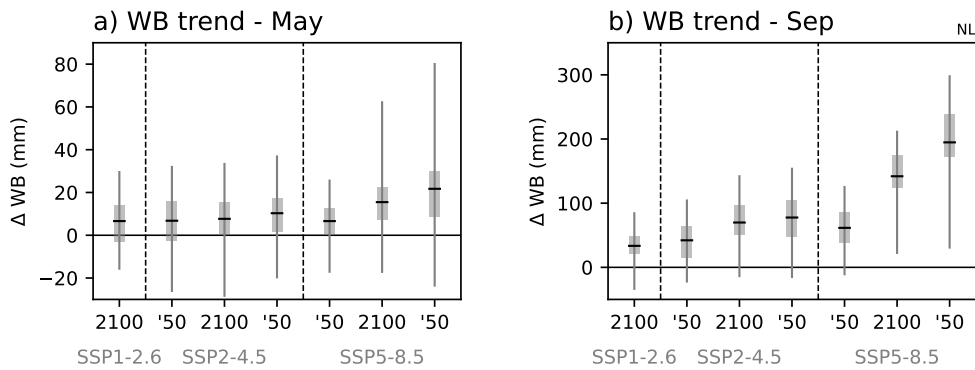 a) WB trend - May
Δ WB (mm)
80
60
40
20
0
−20
2100 '50 2100 '50 '50 2100 '50
SSP1-2.6 SSP2-4.5 SSP5-8.5
b) WB trend - Sep
NL
Δ WB (mm)
300
200
100
0
2100 '50 2100 '50 '50 2100 '50
SSP1-2.6 SSP2-4.5 SSP5-8.5